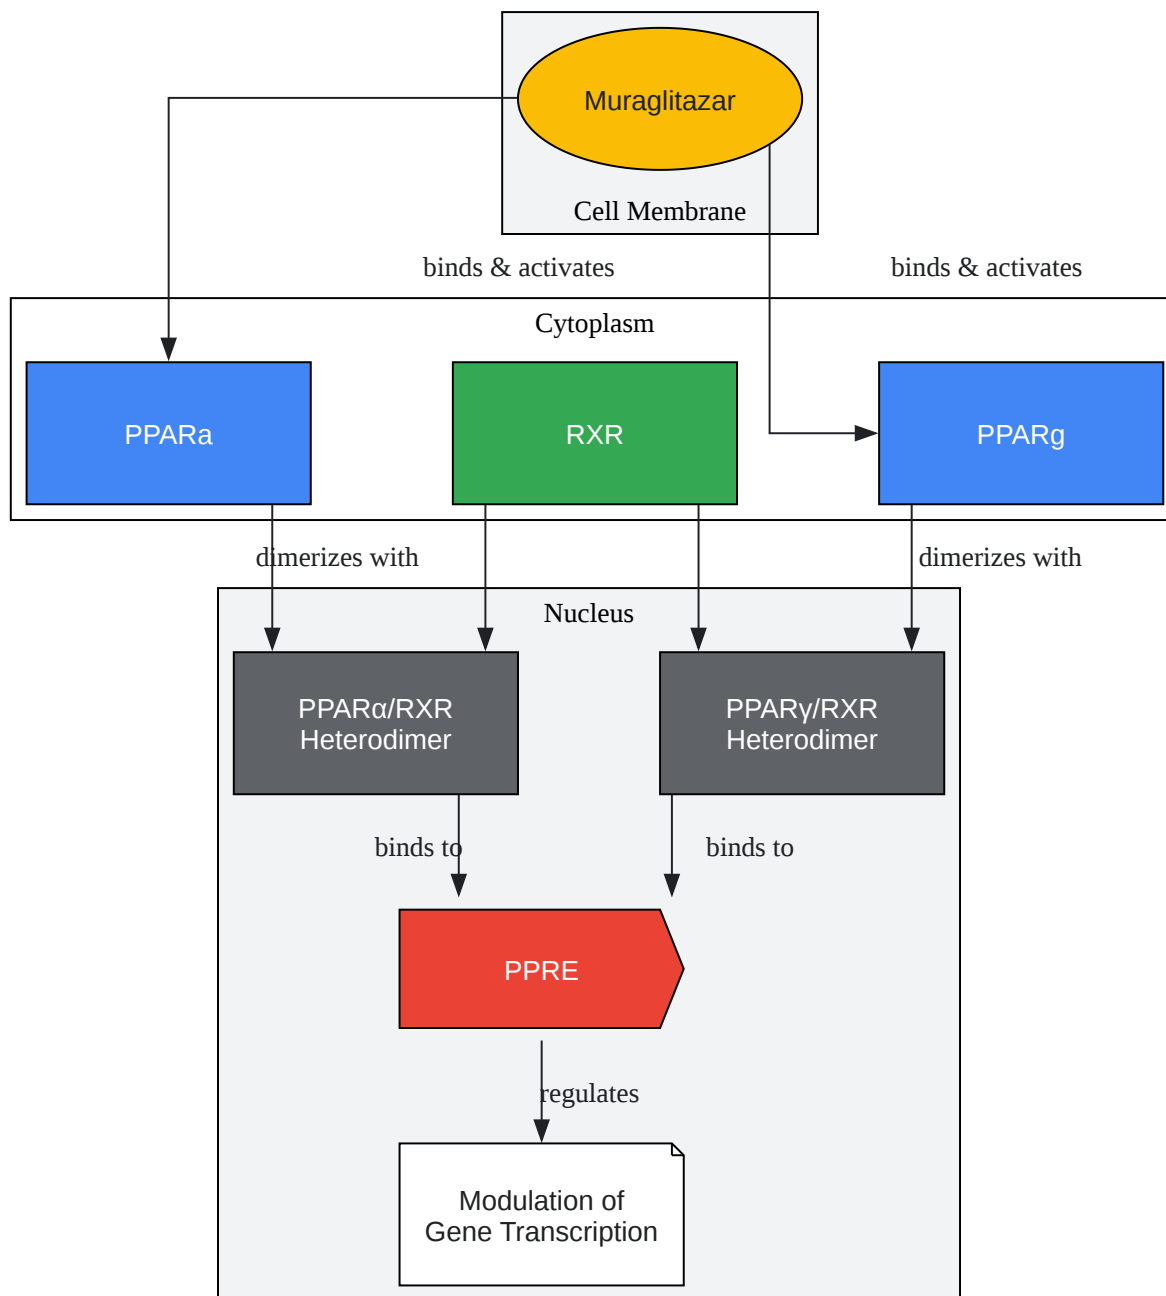 Muraglitazar
Cell Membrane
binds & activates
binds & activates
Cytoplasm
PPARa
RXR
PPARg
dimerizes with
dimerizes with
Nucleus
PPARα/RXR
Heterodimer
PPARγ/RXR
Heterodimer
binds to
binds to
PPRE
regulates
Modulation of
Gene Transcription